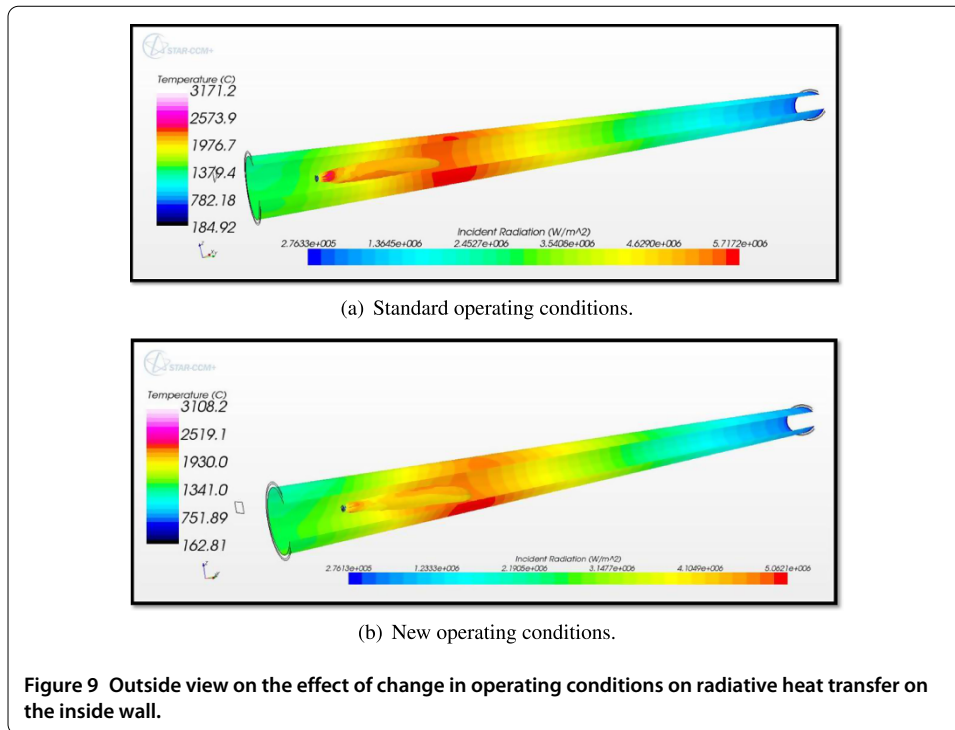 STAR-CCM+
Temperature (C)
3171.2
2573.9
1976.7
1379.4
782.18
184.92
Incident Radiation (W/m^2)
2.7633e+005 1.3645e+006 2.4527e+006 3.5408e+006 4.6290e+006 5.7172e+006
(a) Standard operating conditions.
STAR-CCM+
Temperature (C)
3108.2
2519.1
1930.0
1341.0
751.89
162.81
Incident Radiation (W/m^2)
2.7613e+005 1.2333e+006 2.1905e+006 3.1477e+006 4.1049e+006 5.0621e+006
(b) New operating conditions.
Figure 9 Outside view on the effect of change in operating conditions on radiative heat transfer on
the inside wall.